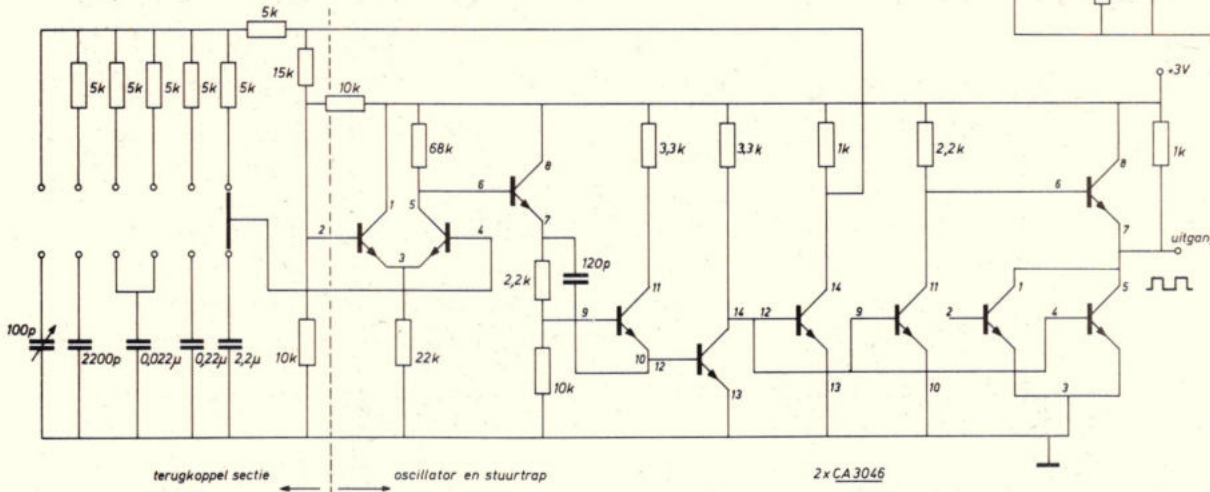 5k
+3V
15k
10k
5k
5k
5k
5k
5k
68k
3,3k
3,3k
1k
2,2k
1k
8
8
6
6
1
5
7
7
2
4
3
120p
2,2k
uitgang
11
14
11
1
5
9
14
12
9
2
4
10
12
100p
2200p
0,022µ
0,22µ
2,2µ
10k
22k
10k
13
13
10
3
terugkoppel sectie
oscillator en stuurtrap
2x CA3046